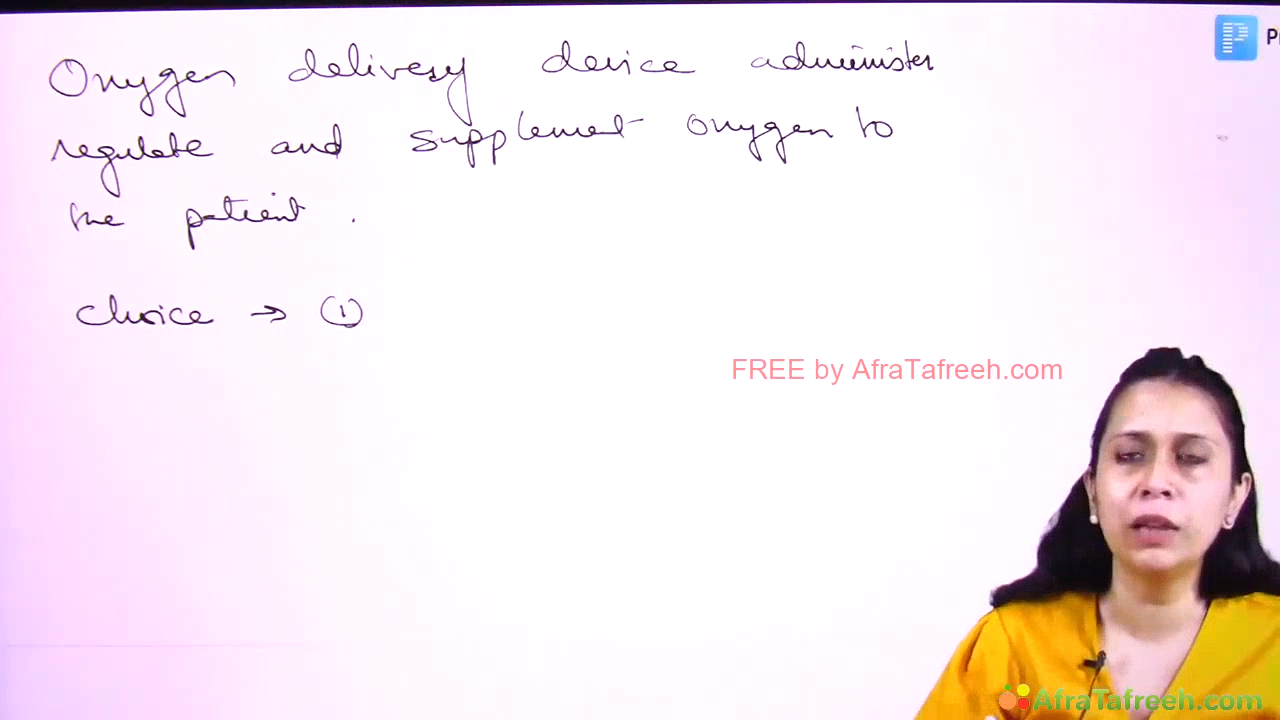 Oxygen delivery device administer
regulate and supplement oxygen to
the patient .
choice → ①
P
FREE by AfraTafreeh.com
AfraTafreeh.com